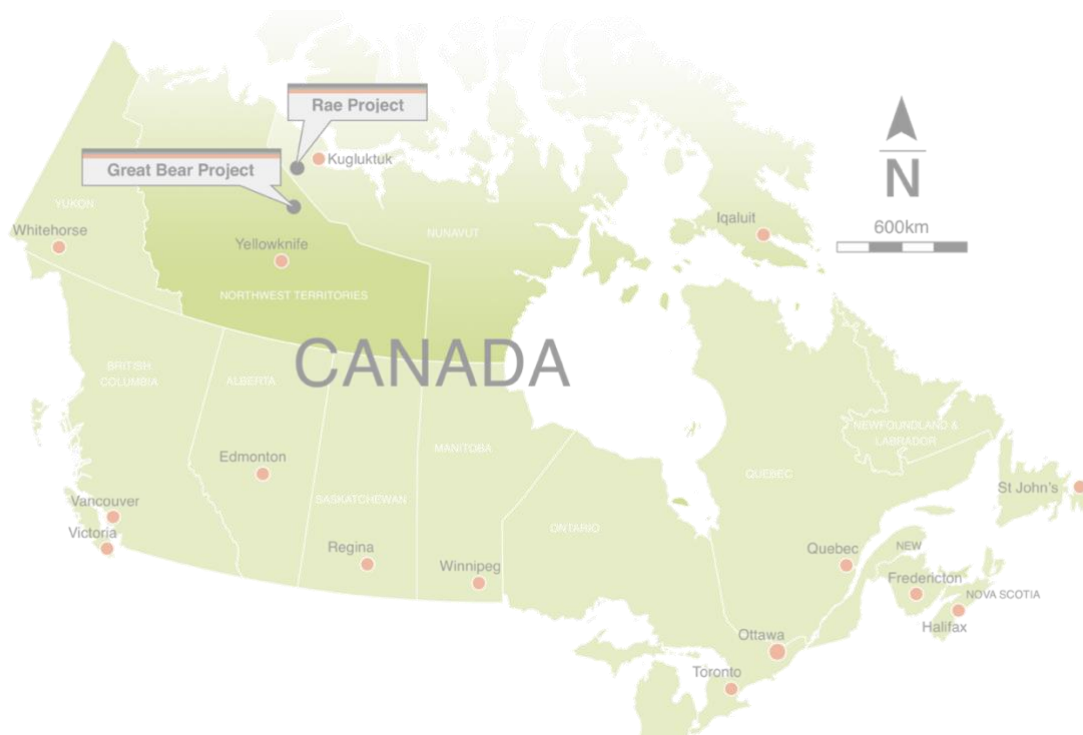 Rae Project
Kugluktuk
Great Bear Project
YUKON
Whitehorse
Yellowknife
NUNAVUT
Iqaluit
N
600km
NORTHWEST TERRITORIES
CANADA
BRITISH
COLUMBIA
ALBERTA
Edmonton
SASKATCHEWAN
MANITOBA
ONTARIO
QUEBEC
NEWFOUNDLAND &
LABRADOR
St John's
Vancouver
Victoria
Regina
Winnipeg
Quebec
NEW
Fredericton
NOVA SCOTIA
Halifax
Ottawa
Toronto